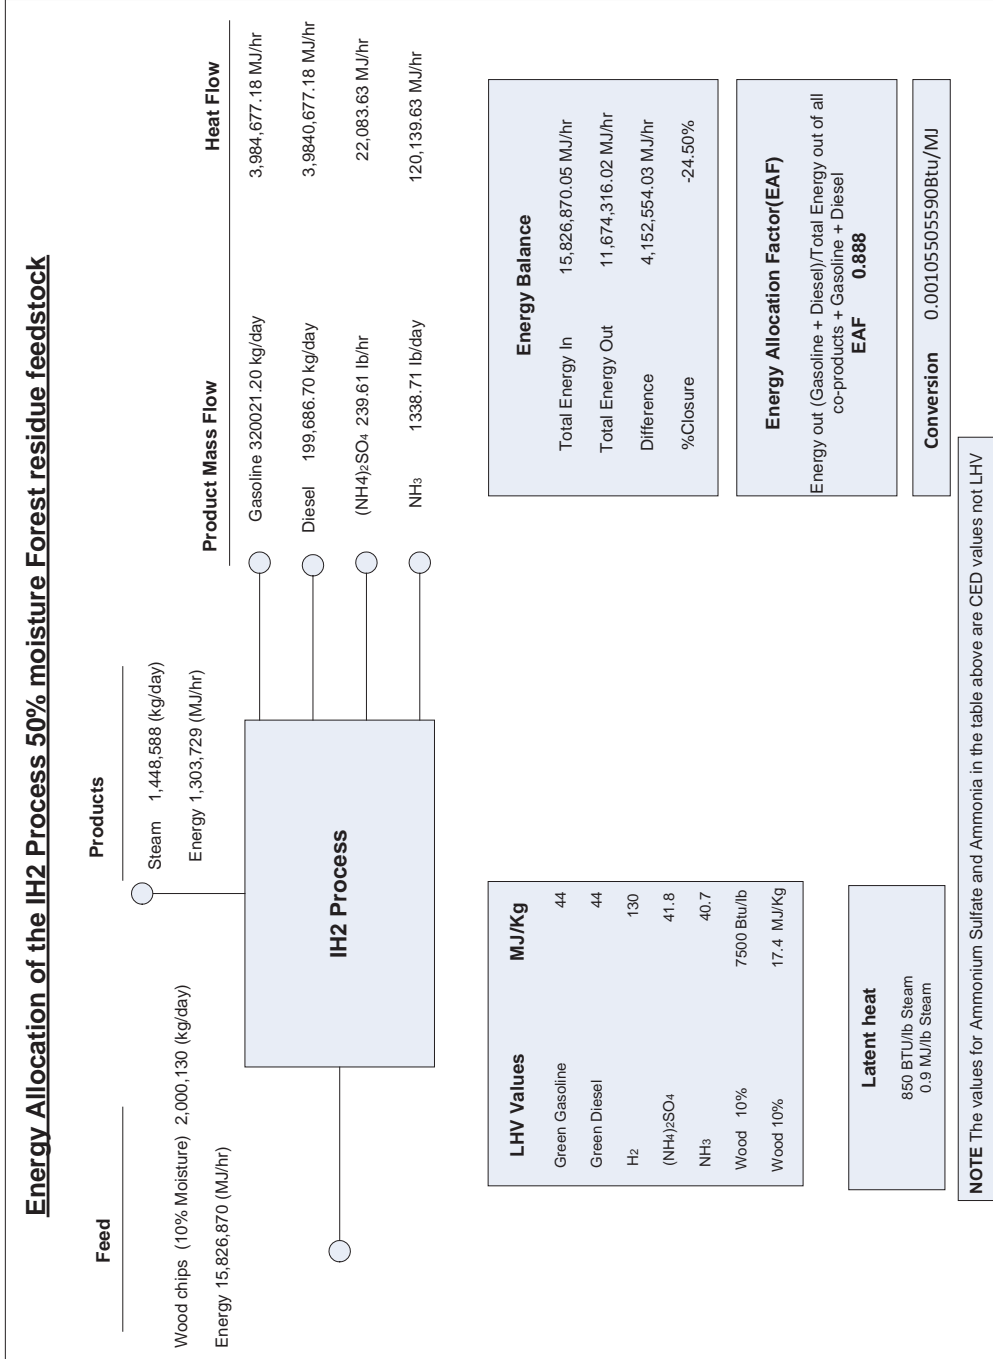 Energy Allocation of the IH2 Process 50% moisture Forest residue feedstock
Feed
Wood chips (10% Moisture) 2,000,130 (kg/day)
Energy 15,826,870 (MJ/hr)
Products
Steam 1,448,588 (kg/day)
Energy 1,303,729 (MJ/hr)
IH2 Process
Product Mass Flow Heat Flow
Gasoline 320021.20 kg/day 3,984,677.18 MJ/hr
Diesel 199,686.70 kg/day 3,9840,677.18 MJ/hr
(NH4)2SO4 239.61 lb/hr 22,083.63 MJ/hr
NH3 1338.71 lb/day 120,139.63 MJ/hr
LHV Values MJ/Kg
Green Gasoline 44
Green Diesel 44
H2 130
(NH4)2SO4 41.8
NH3 40.7
Wood 10% 7500 Btu/lb
Wood 10% 17.4 MJ/Kg
Latent heat
850 BTU/lb Steam
0.9 MJ/lb Steam
Energy Balance
Total Energy In 15,826,870.05 MJ/hr
Total Energy Out 11,674,316.02 MJ/hr
Difference 4,152,554.03 MJ/hr
%Closure -24.50%
Energy Allocation Factor(EAF)
Energy out (Gasoline + Diesel)/Total Energy out of all
co-products + Gasoline + Diesel
EAF 0.888
Conversion 0.00105505590Btu/MJ
NOTE The values for Ammonium Sulfate and Ammonia in the table above are CED values not LHV